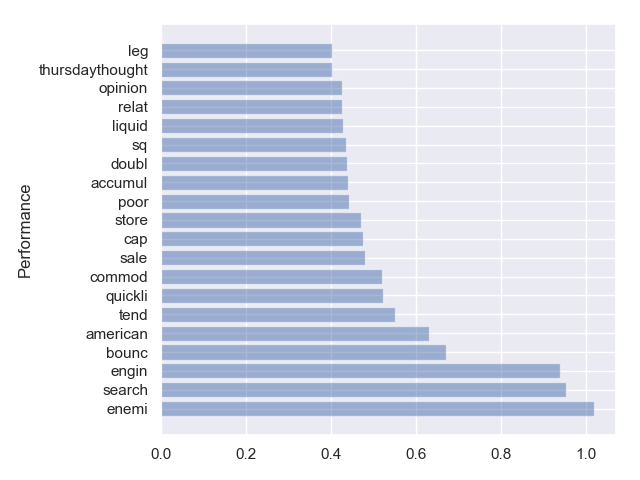 leg
thursdaythought
opinion
relat
liquid
sq
doubl
accumul
poor
store
cap
sale
commod
quickli
tend
american
bounc
engin
search
enemi
Performance
0.0 0.2 0.4 0.6 0.8 1.0